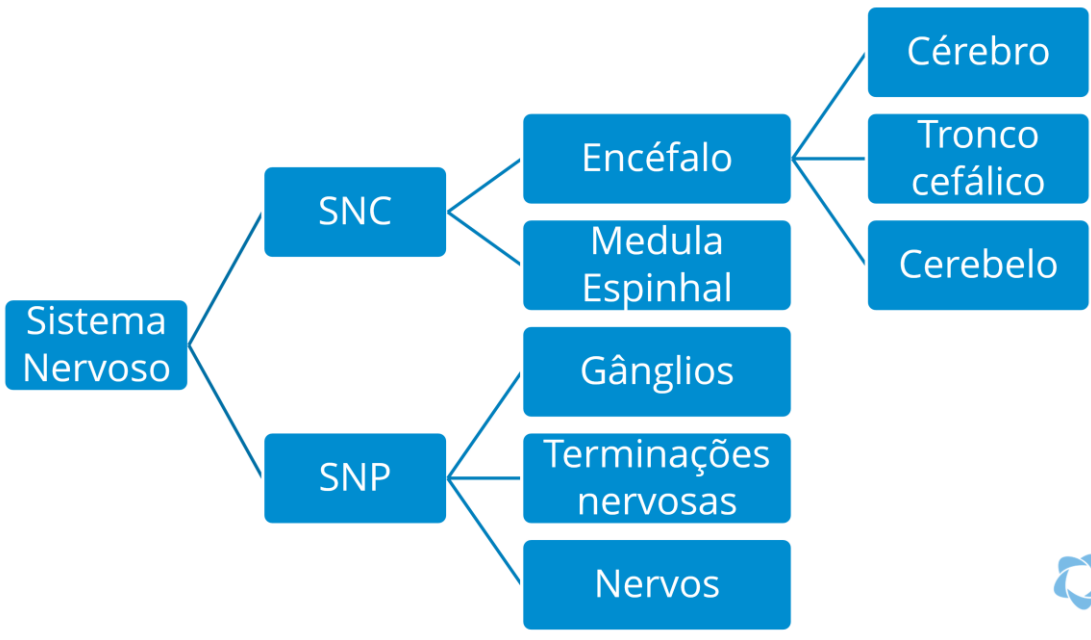 Cérebro
Tronco
cefálico
Cerebelo
Encéfalo
Medula
Espinhal
SNC
Sistema
Nervoso
Gânglios
SNP
Terminações
nervosas
Nervos